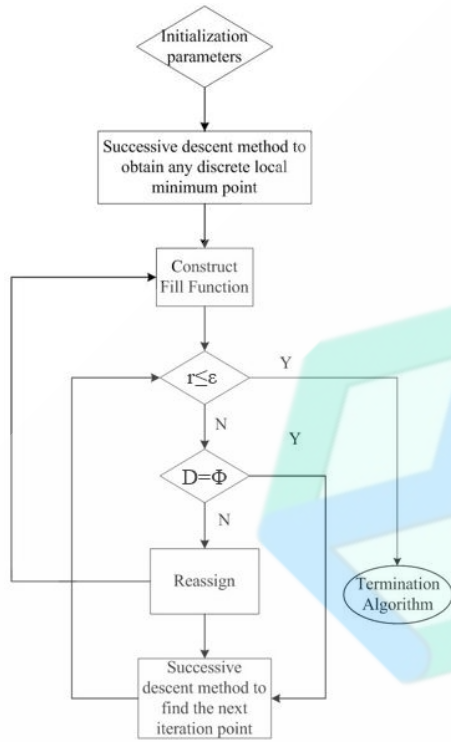 Initialization
parameters
Successive descent method to
obtain any discrete local
minimum point
Construct
Fill Function
r≤ε
Y
N
Y
D=Φ
N
Reassign
Termination
Algorithm
Successive
descent method to
find the next
iteration point